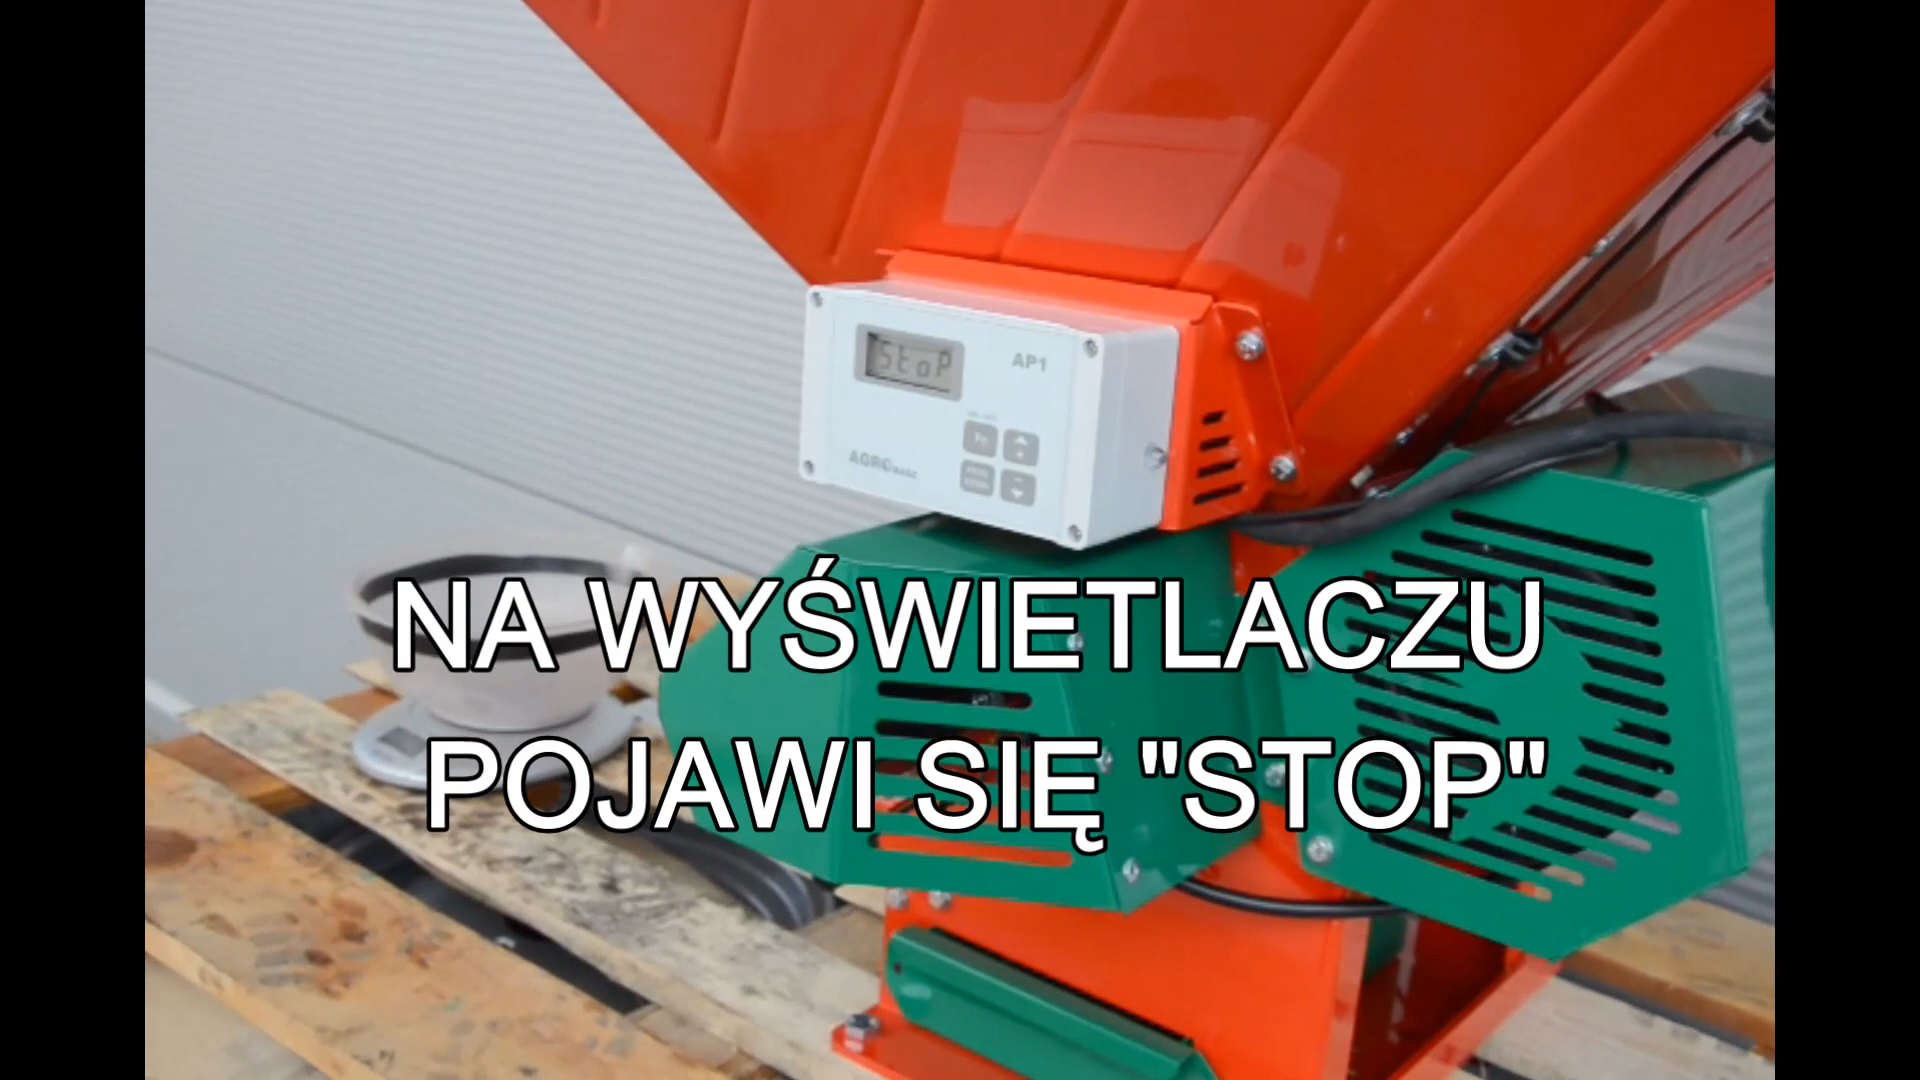 StoP
AP1
AGRO
NA WYŚWIETLACZU
POJAWI SIĘ "STOP"